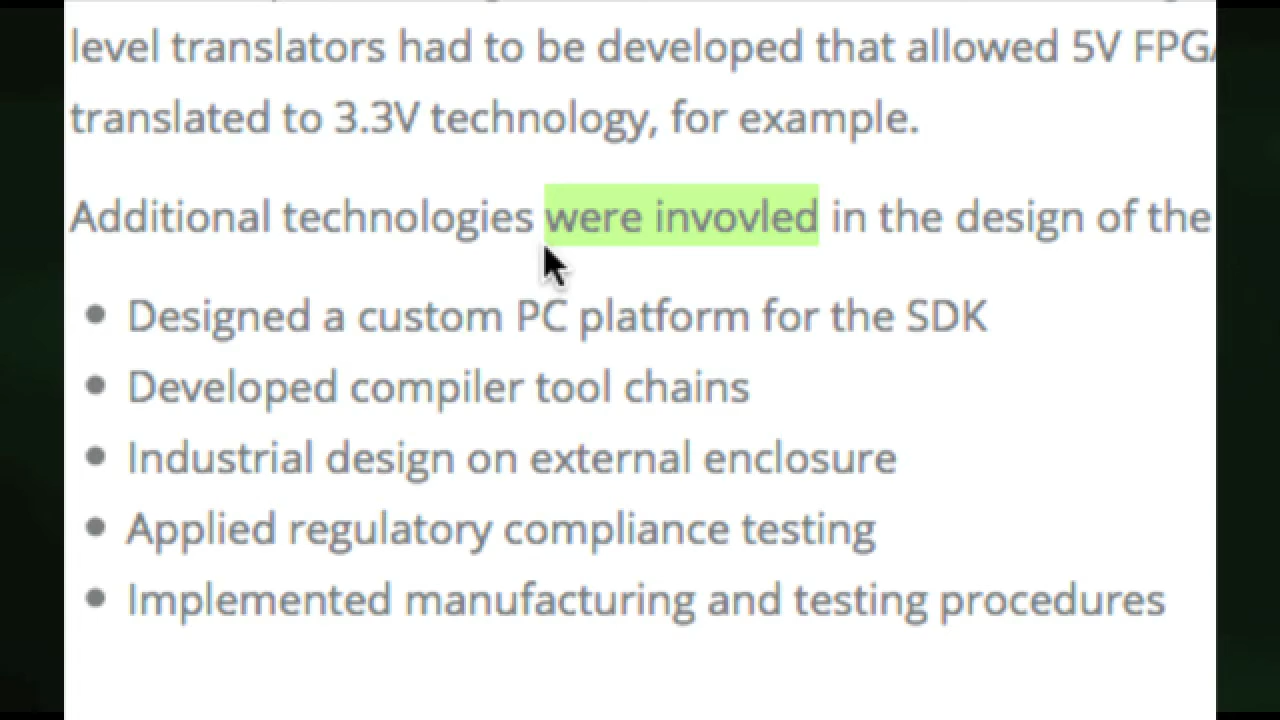 level translators had to be developed that allowed 5V FPGA
translated to 3.3V technology, for example.
Additional technologies were invovled in the design of the
• Designed a custom PC platform for the SDK
• Developed compiler tool chains
• Industrial design on external enclosure
• Applied regulatory compliance testing
• Implemented manufacturing and testing procedures